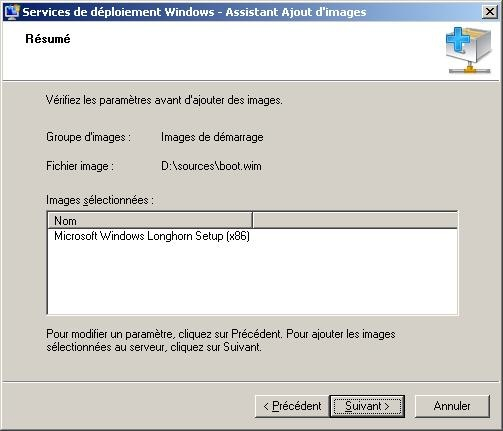 Services de déploiement Windows - Assistant Ajout d'images
Résumé
Vérifiez les paramètres avant d'ajouter des images.
Groupe d'images : Images de démarrage
Fichier image : D:\sources\boot.wim
Images sélectionnées :
Nom
Microsoft Windows Longhorn Setup (x86)
Pour modifier un paramètre, cliquez sur Précédent. Pour ajouter les images
sélectionnées au serveur, cliquez sur Suivant.
< Précédent Suivant > Annuler